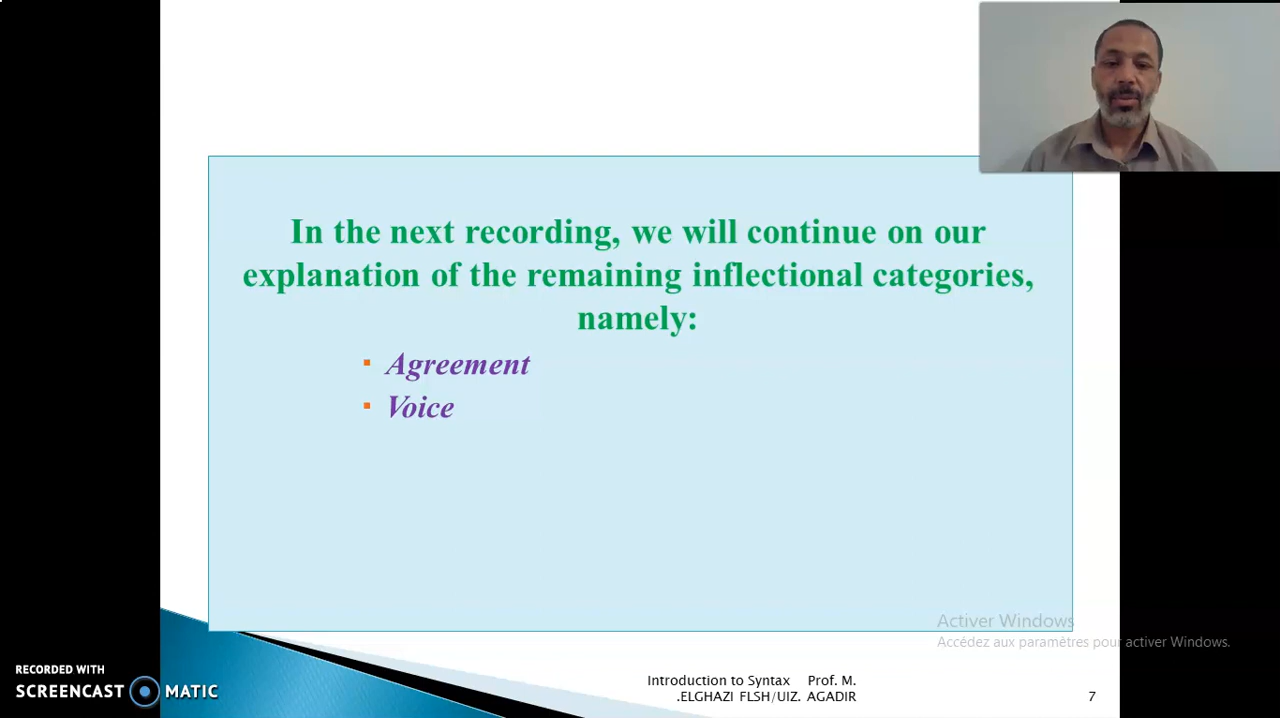 In the next recording, we will continue on our
explanation of the remaining inflectional categories,
namely:
▪ Agreement
▪ Voice
Activer Windows
Accédez aux paramètres pour activer Windows.
RECORDED WITH
SCREENCAST MATIC
Introduction to Syntax Prof. M.
.ELGHAZI FLSH/UIZ. AGADIR
7